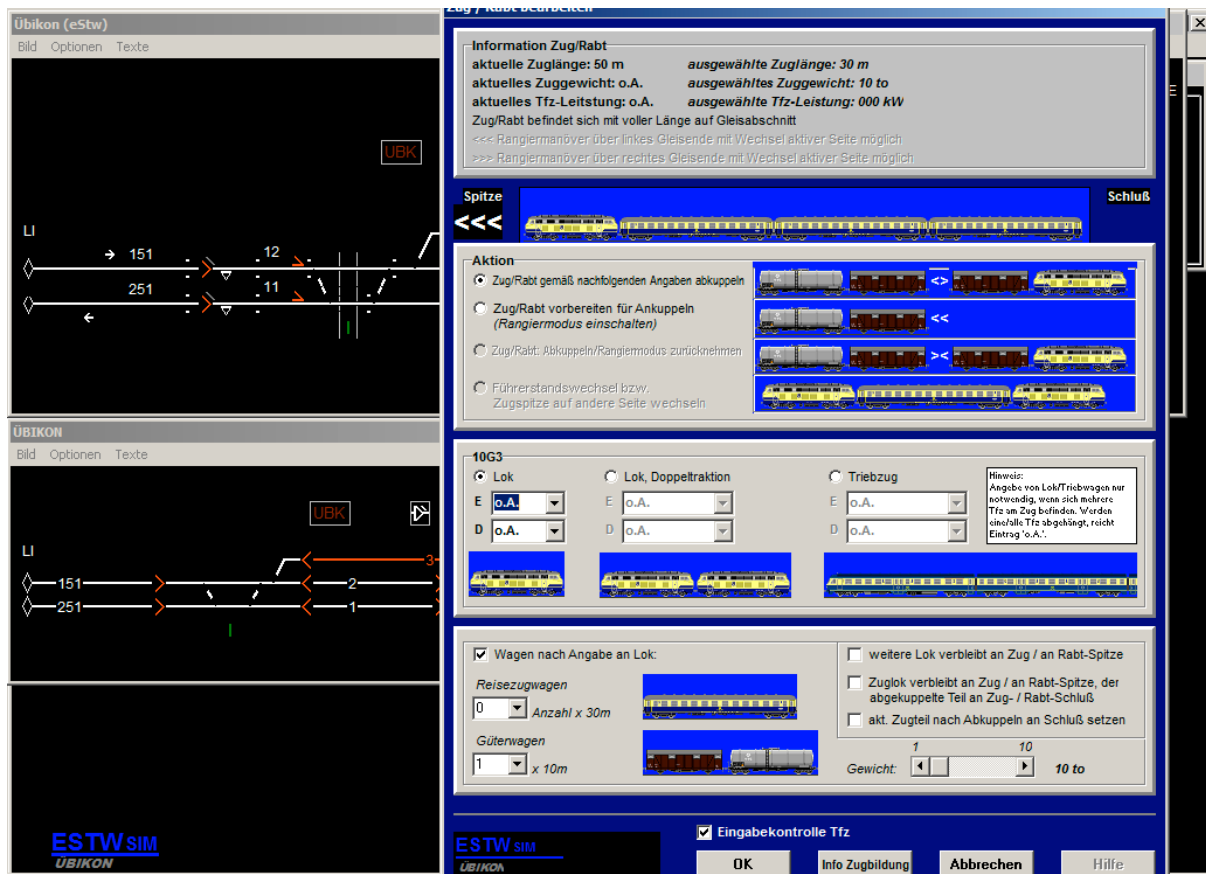 Übikon (eStw)
Bild Optionen Texte
UBK
LI
151
12
251
11
ÜBIKON
Bild Optionen Texte
UBK
LI
3
151
2
251
1
ESTW SIM
ÜBIKON
Zug / Rabt bearbeiten
Information Zug/Rabt
aktuelle Zuglänge: 50 m ausgewählte Zuglänge: 30 m
aktuelles Zuggewicht: o.A. ausgewähltes Zuggewicht: 10 to
aktuelles Tfz-Leitstung: o.A. ausgewählte Tfz-Leistung: 000 kW
Zug/Rabt befindet sich mit voller Länge auf Gleisabschnitt
<<< Rangiermanöver über linkes Gleisende mit Wechsel aktiver Seite möglich
>>> Rangiermanöver über rechtes Gleisende mit Wechsel aktiver Seite möglich
Spitze Schluß
<<<
Aktion
Zug/Rabt gemäß nachfolgenden Angaben abkuppeln
<>
Zug/Rabt vorbereiten für Ankuppeln
(Rangiermodus einschalten)
<<
Zug/Rabt: Abkuppeln/Rangiermodus zurücknehmen
><
Führerstandswechsel bzw.
Zugspitze auf andere Seite wechseln
10G3
Lok Lok, Doppeltraktion Triebzug
E o.A. E o.A. E o.A.
D o.A. D o.A. D o.A.
Hinweis:
Angebe von Lok/Triebwagen nur
notwendig, wenn sich mehrere
Tfz am Zug befinden. Werden
eine/alle Tfz abgehängt, reicht
Eintrag 'o.A.'.
Wagen nach Angabe an Lok:
Reisezugwagen
0 Anzahl x 30m
Güterwagen
1 x 10m
weitere Lok verbleibt an Zug / an Rabt-Spitze
Zuglok verbleibt an Zug / an Rabt-Spitze, der
abgekuppelte Teil an Zug- / Rabt-Schluß
akt. Zugteil nach Abkuppeln an Schluß setzen
1 10
Gewicht: 10 to
ESTW SIM
ÜBIKON
Eingabekontrolle Tfz
OK Info Zugbildung Abbrechen Hilfe